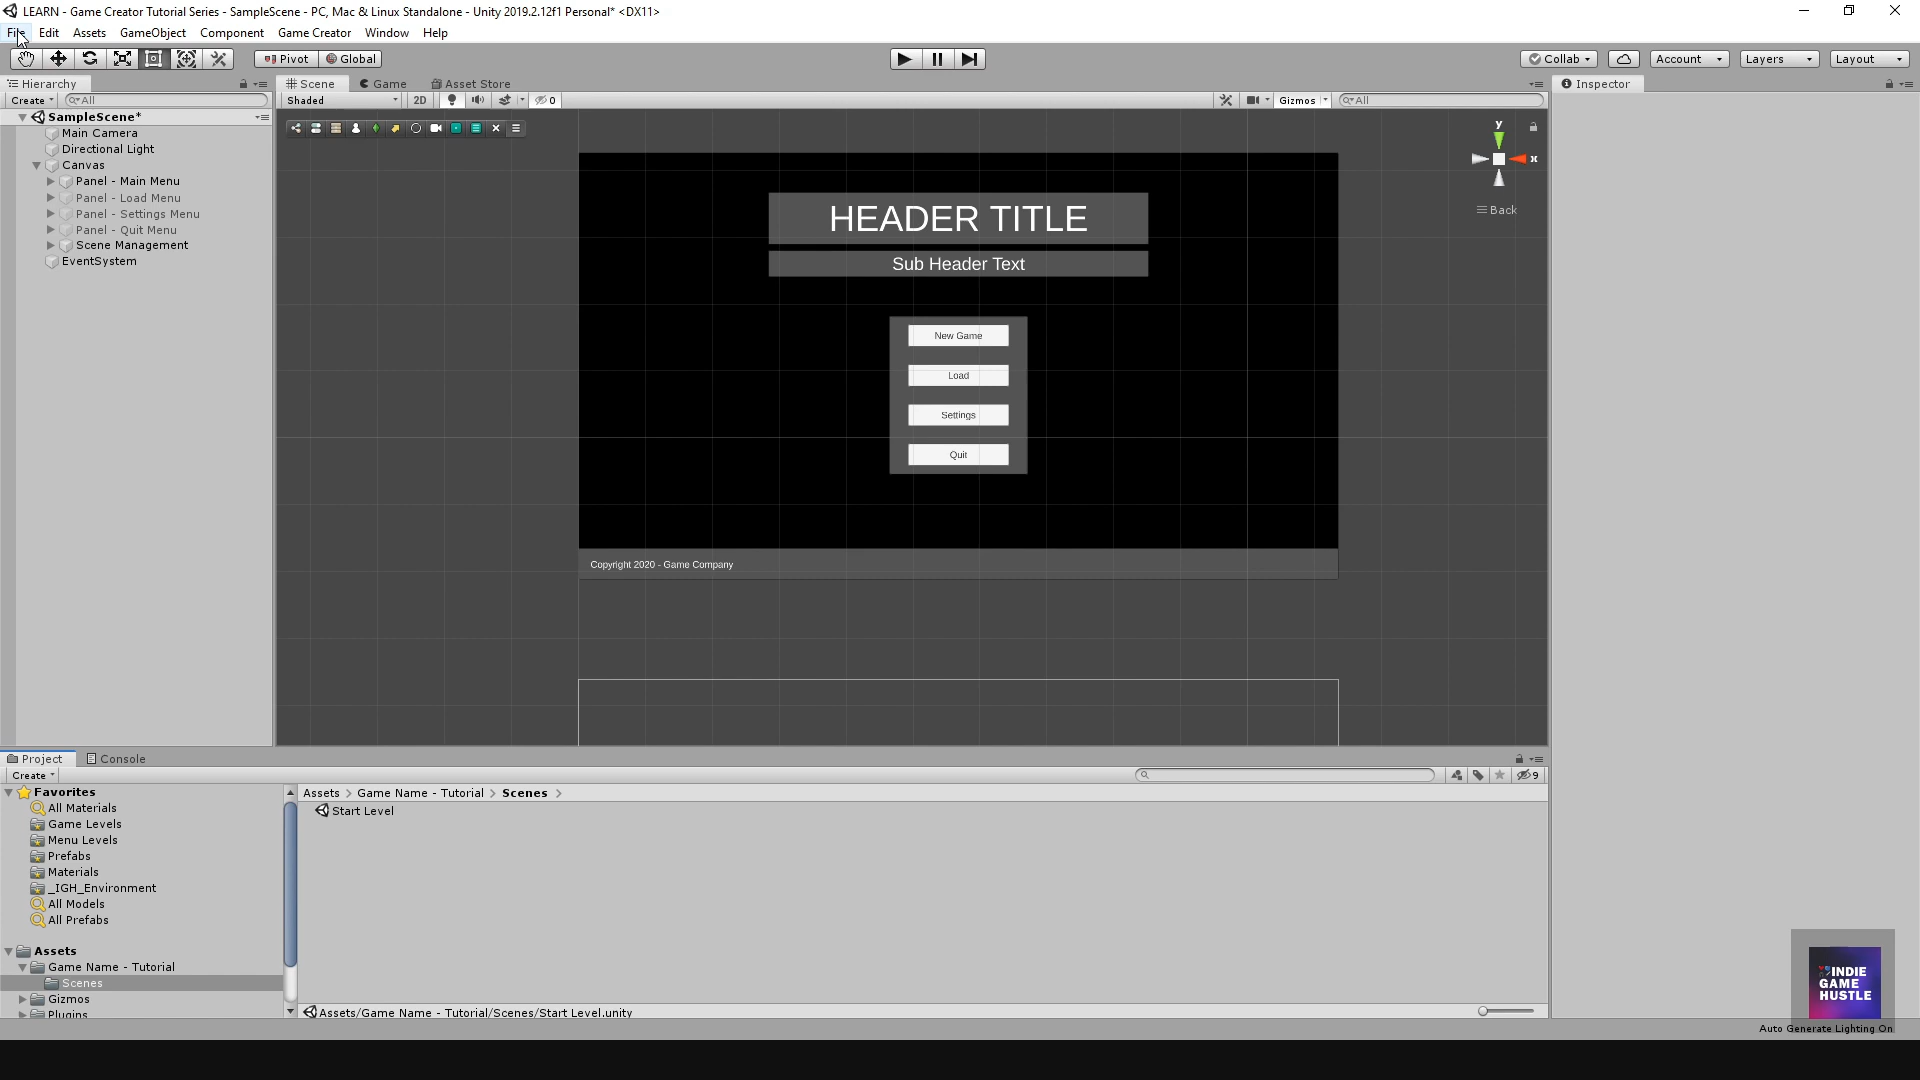 LEARN - Game Creator Tutorial Series - SampleScene - PC, Mac & Linux Standalone - Unity 2019.2.12f1 Personal* <DX11>
File Edit Assets GameObject Component Game Creator Window Help
Pivot Global Collab Account Layers Layout
Hierarchy Scene Game Asset Store Inspector
Create All Shaded 2D 0 Gizmos All
SampleScene*
Main Camera
Directional Light
Canvas
Panel - Main Menu
Panel - Load Menu
Panel - Settings Menu
Panel - Quit Menu
Scene Management
EventSystem
y
x
Back
HEADER TITLE
Sub Header Text
New Game
Load
Settings
Quit
Copyright 2020 - Game Company
Project Console
Create 9
Favorites
All Materials
Game Levels
Menu Levels
Prefabs
Materials
_IGH_Environment
All Models
All Prefabs
Assets
Game Name - Tutorial
Scenes
Gizmos
Plugins
Assets > Game Name - Tutorial > Scenes >
Start Level
Assets/Game Name - Tutorial/Scenes/Start Level.unity
INDIE
GAME
HUSTLE
Auto Generate Lighting On